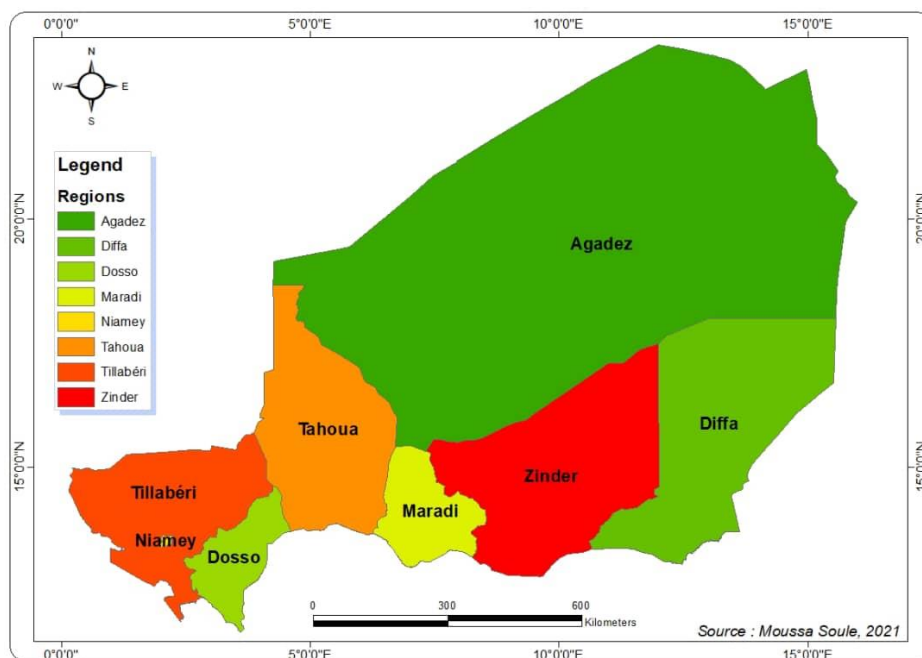 0°0'0" 5°0'0"E 10°0'0"E 15°0'0"E
N
W E
S
Legend
Regions
Agadez
Diffa
Dosso
Maradi
Niamey
Tahoua
Tillabéri
Zinder
20°0'0"N
15°0'0"N
Agadez
20°0'0"N
15°0'0"N
Tahoua
Diffa
Zinder
Tillabéri
Maradi
Niamey
Dosso
0 300 600
Kilometers
Source : Moussa Soule, 2021
0°0'0" 5°0'0"E 10°0'0"E 15°0'0"E